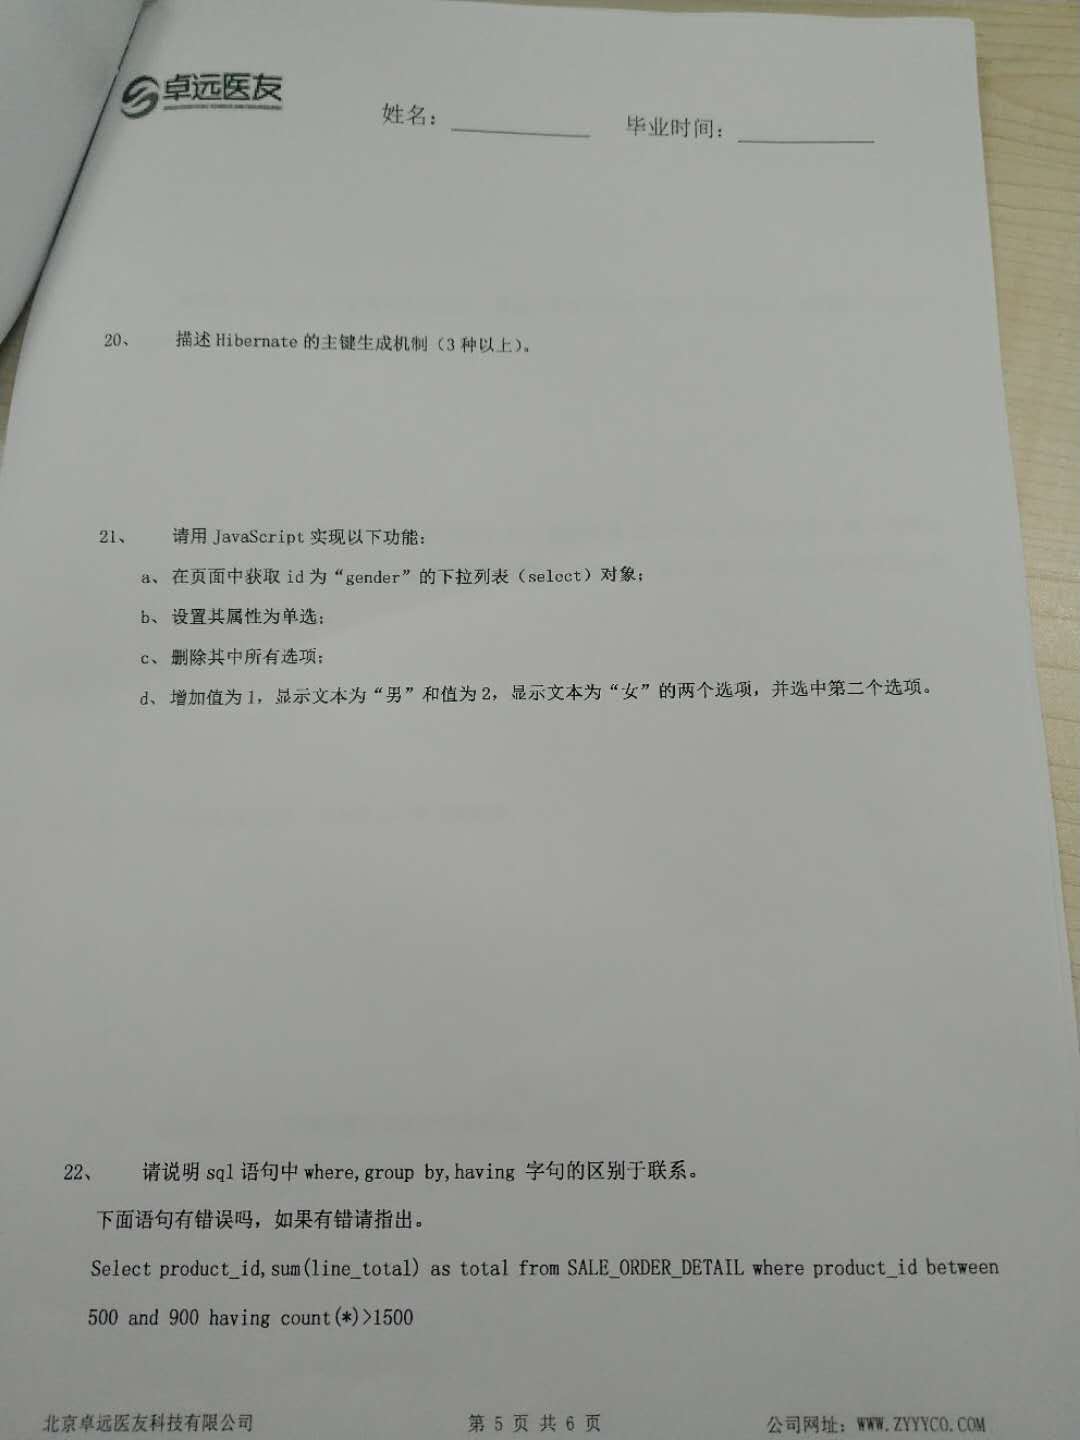 卓远医友
姓名：
毕业时间：
20、 描述 Hibernate 的主键生成机制（3 种以上）。
21、 请用 JavaScript 实现以下功能：
a、在页面中获取 id 为“gender”的下拉列表（select）对象；
b、设置其属性为单选；
c、删除其中所有选项；
d、增加值为 1，显示文本为“男”和值为 2，显示文本为“女”的两个选项，并选中第二个选项。
22、 请说明 sql 语句中 where,group by,having 字句的区别于联系。
下面语句有错误吗，如果有错请指出。
Select product_id,sum(line_total) as total from SALE_ORDER_DETAIL where product_id between
500 and 900 having count(*)>1500
北京卓远医友科技有限公司 第 5 页 共 6 页 公司网址：WWW.ZYYYCO.COM